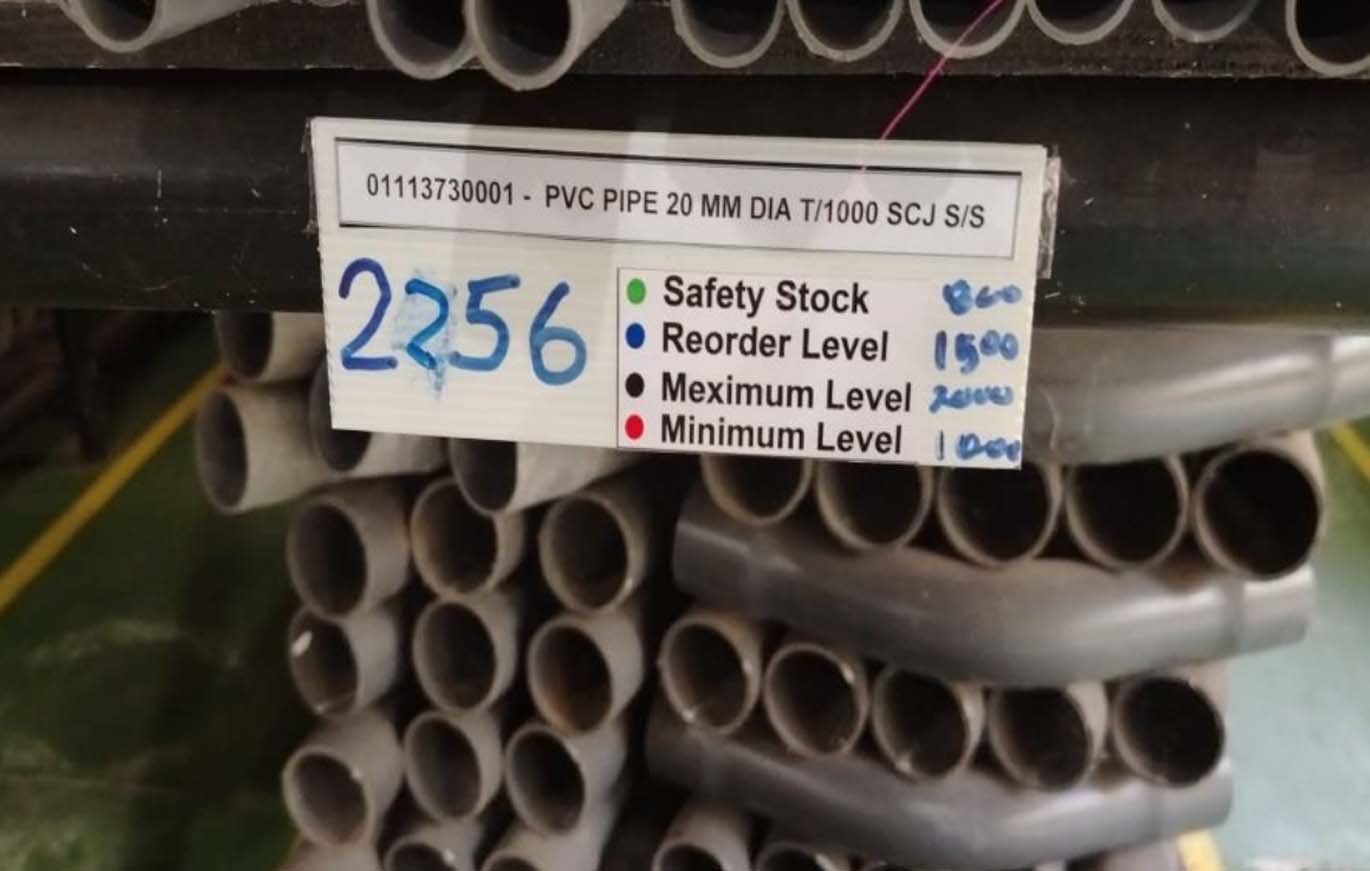 01113730001 - PVC PIPE 20 MM DIA T/1000 SCJ S/S
2256
Safety Stock 800
Reorder Level 1500
Meximum Level 2000
Minimum Level 1000